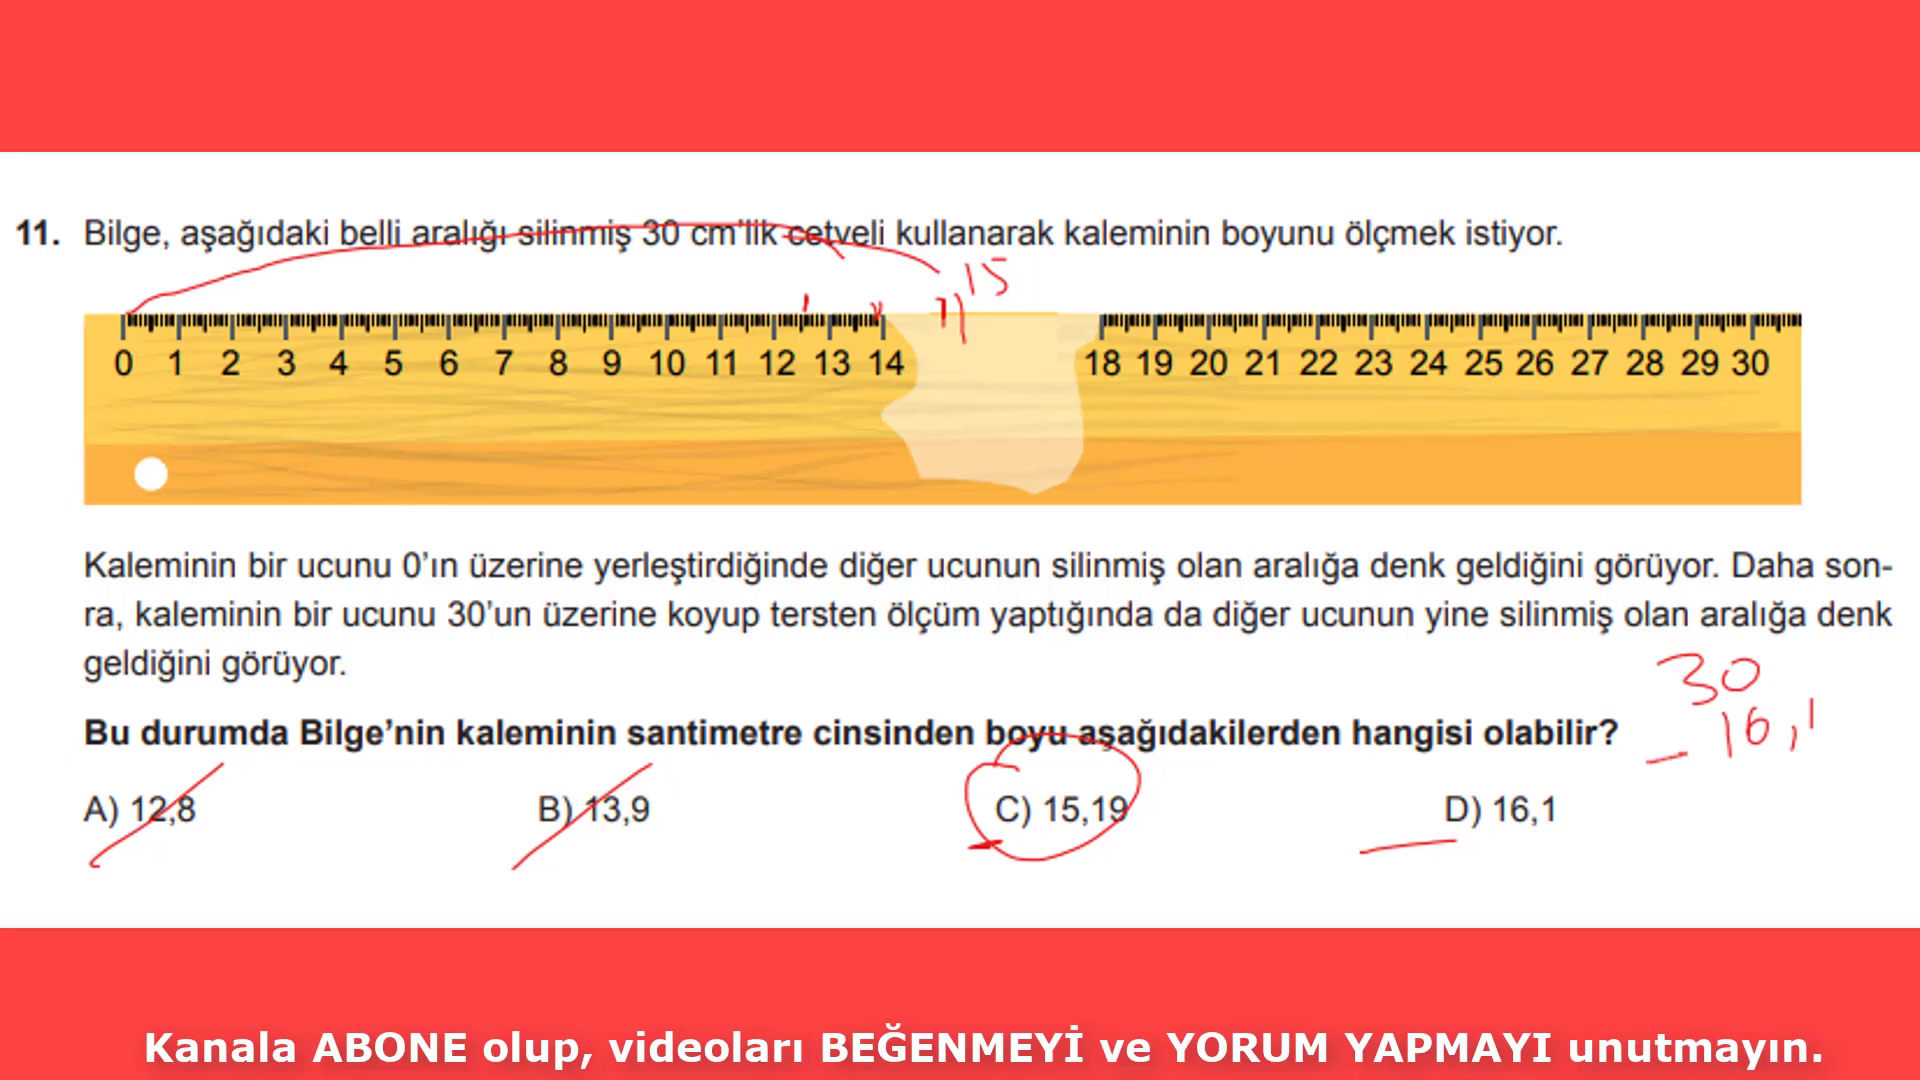 11. Bilge, aşağıdaki belli aralığı silinmiş 30 cm'lik cetveli kullanarak kaleminin boyunu ölçmek istiyor.
15
0 1 2 3 4 5 6 7 8 9 10 11 12 13 14 18 19 20 21 22 23 24 25 26 27 28 29 30
Kaleminin bir ucunu 0'ın üzerine yerleştirdiğinde diğer ucunun silinmiş olan aralığa denk geldiğini görüyor. Daha son-
ra, kaleminin bir ucunu 30'un üzerine koyup tersten ölçüm yaptığında da diğer ucunun yine silinmiş olan aralığa denk
geldiğini görüyor.
30
Bu durumda Bilge'nin kaleminin santimetre cinsinden boyu aşağıdakilerden hangisi olabilir?
- 16,1
A) 12,8 B) 13,9 C) 15,19 D) 16,1
Kanala ABONE olup, videoları BEĞENMEYİ ve YORUM YAPMAYI unutmayın.